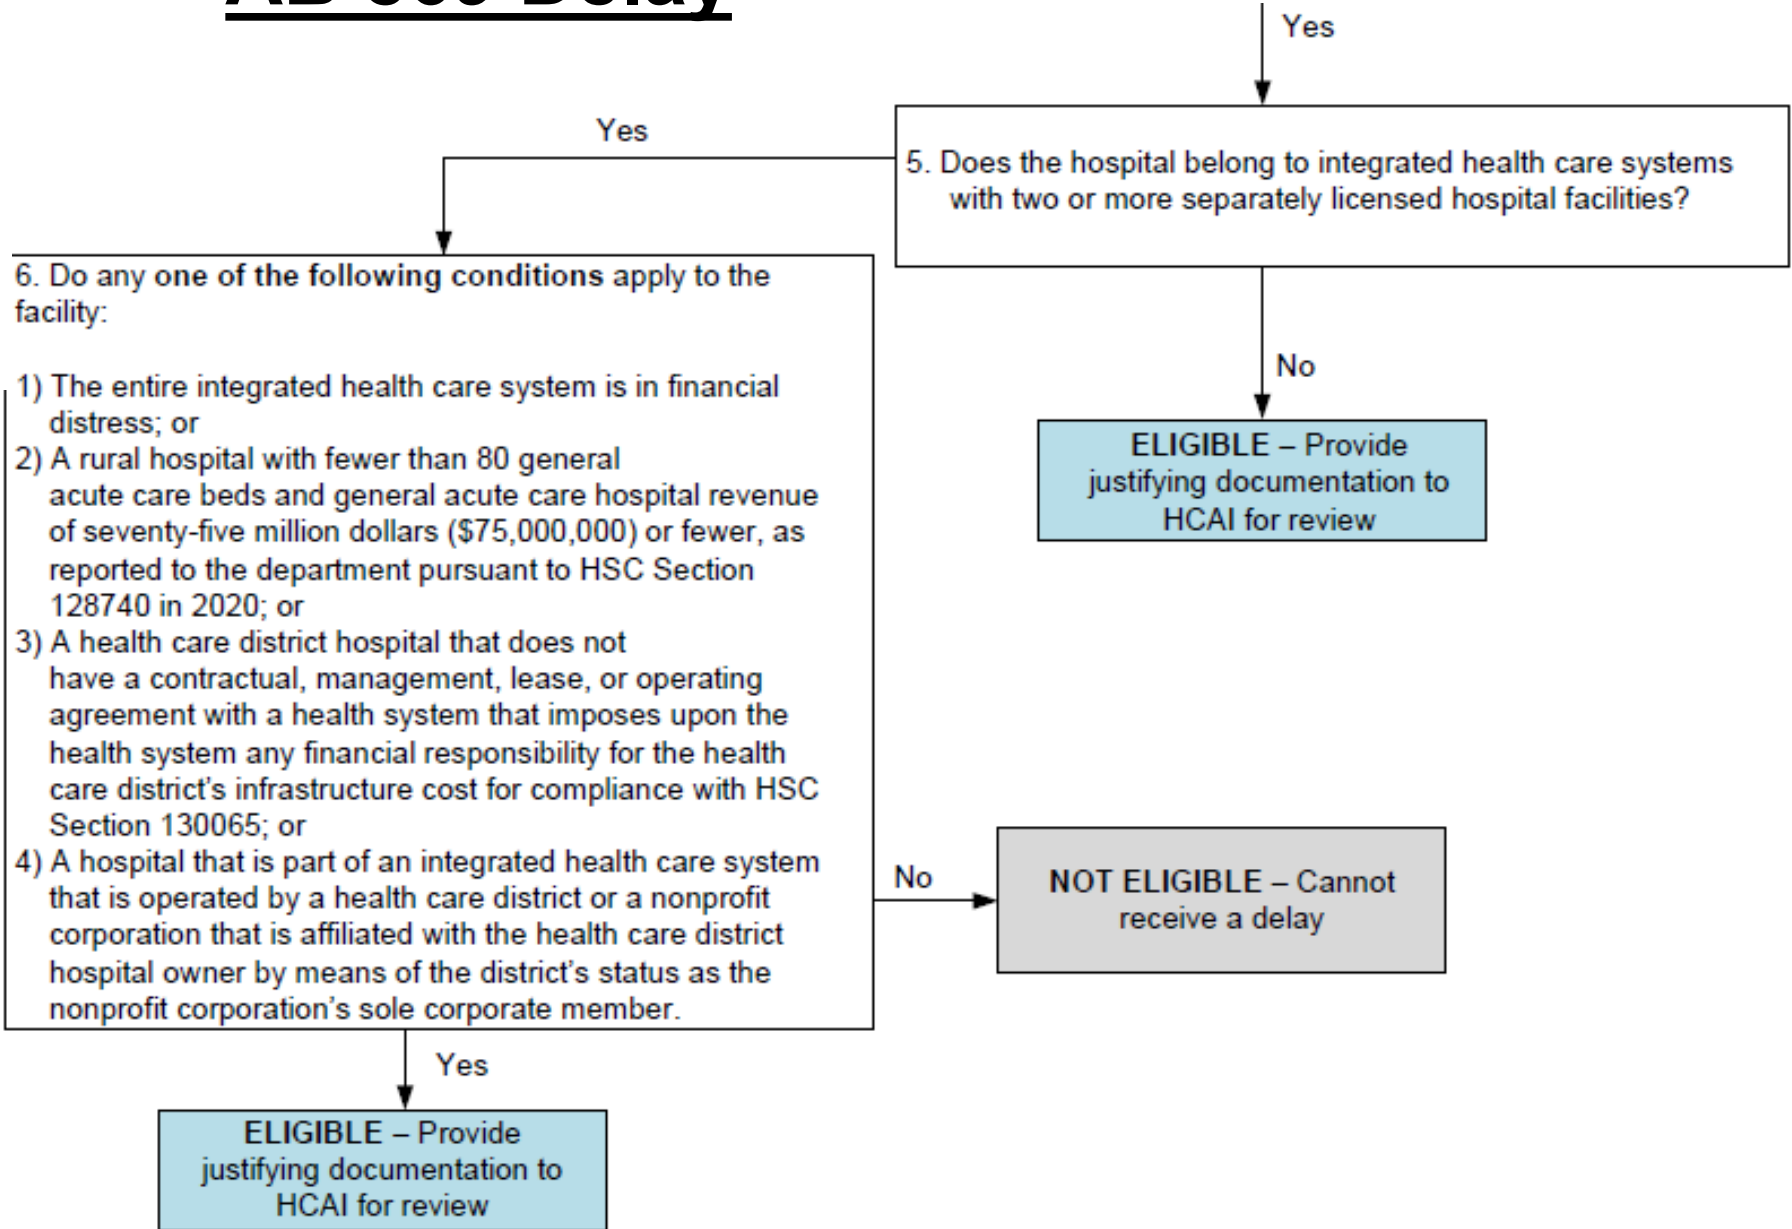 Delay
Yes
Yes
5. Does the hospital belong to integrated health care systems
with two or more separately licensed hospital facilities?
6. Do any one of the following conditions apply to the
facility:
1) The entire integrated health care system is in financial
distress; or
2) A rural hospital with fewer than 80 general
acute care beds and general acute care hospital revenue
of seventy-five million dollars ($75,000,000) or fewer, as
reported to the department pursuant to HSC Section
128740 in 2020; or
3) A health care district hospital that does not
have a contractual, management, lease, or operating
agreement with a health system that imposes upon the
health system any financial responsibility for the health
care district's infrastructure cost for compliance with HSC
Section 130065; or
4) A hospital that is part of an integrated health care system
that is operated by a health care district or a nonprofit
corporation that is affiliated with the health care district
hospital owner by means of the district's status as the
nonprofit corporation's sole corporate member.
No
ELIGIBLE – Provide
justifying documentation to
HCAI for review
No
NOT ELIGIBLE – Cannot
receive a delay
Yes
ELIGIBLE – Provide
justifying documentation to
HCAI for review